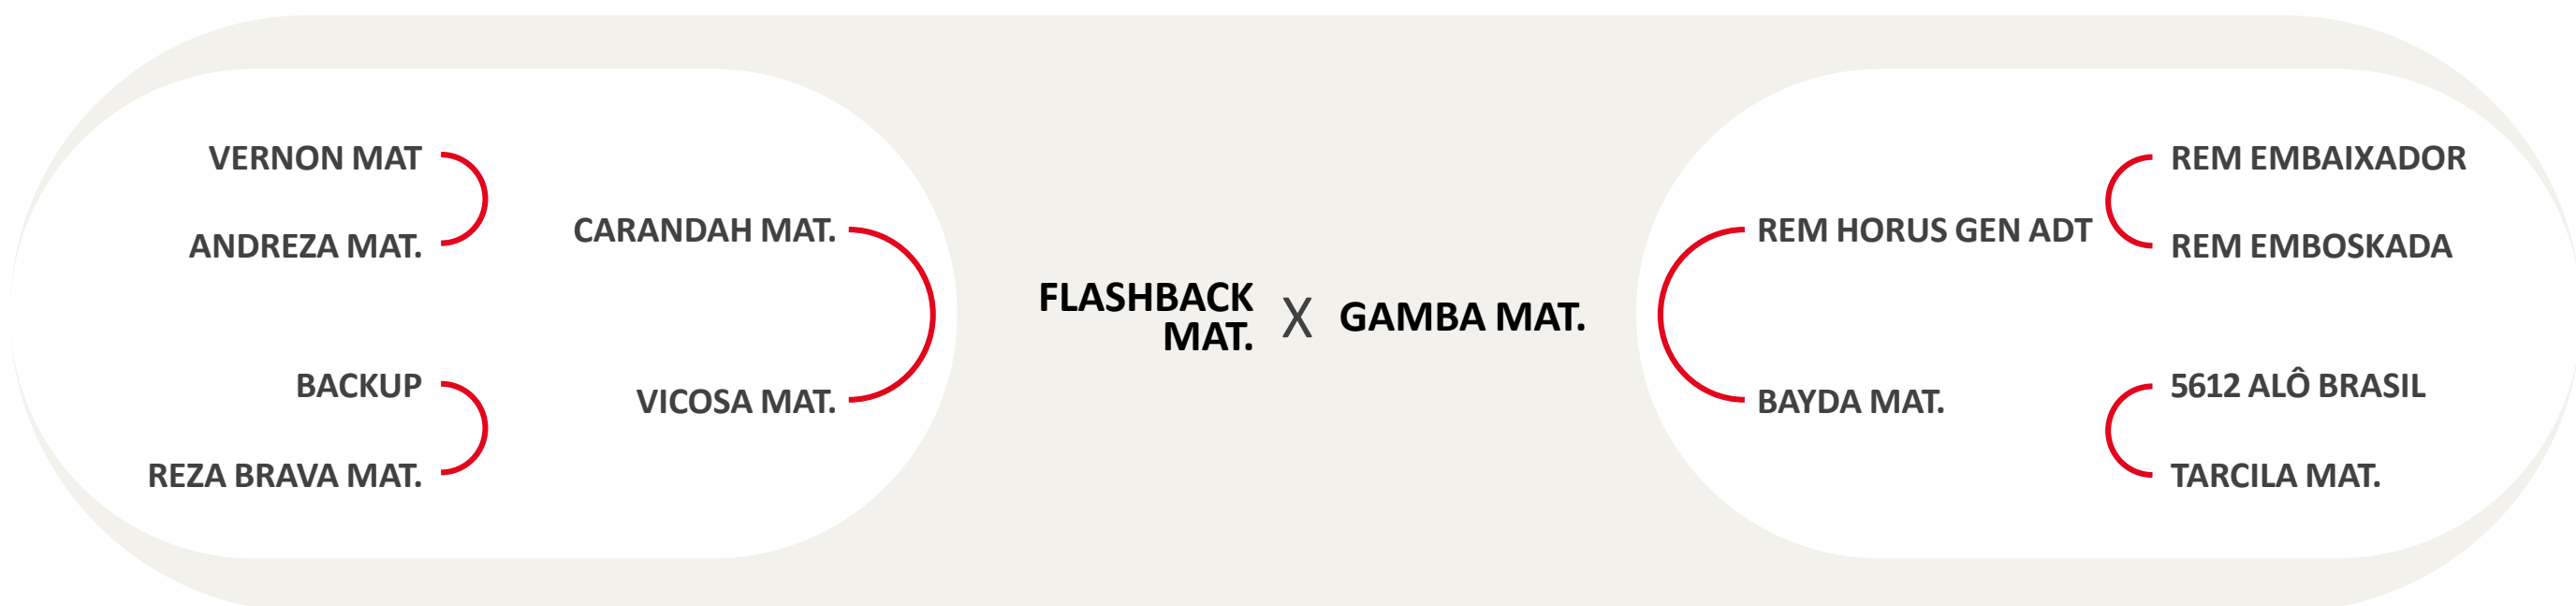 VERNON MAT
ANDREZA MAT.
CARANDAH MAT.
BACKUP
REZA BRAVA MAT.
VICOSA MAT.
FLASHBACK
MAT.
X
GAMBA MAT.
REM HORUS GEN ADT
REM EMBAIXADOR
REM EMBOSKADA
BAYDA MAT.
5612 ALÔ BRASIL
TARCILA MAT.